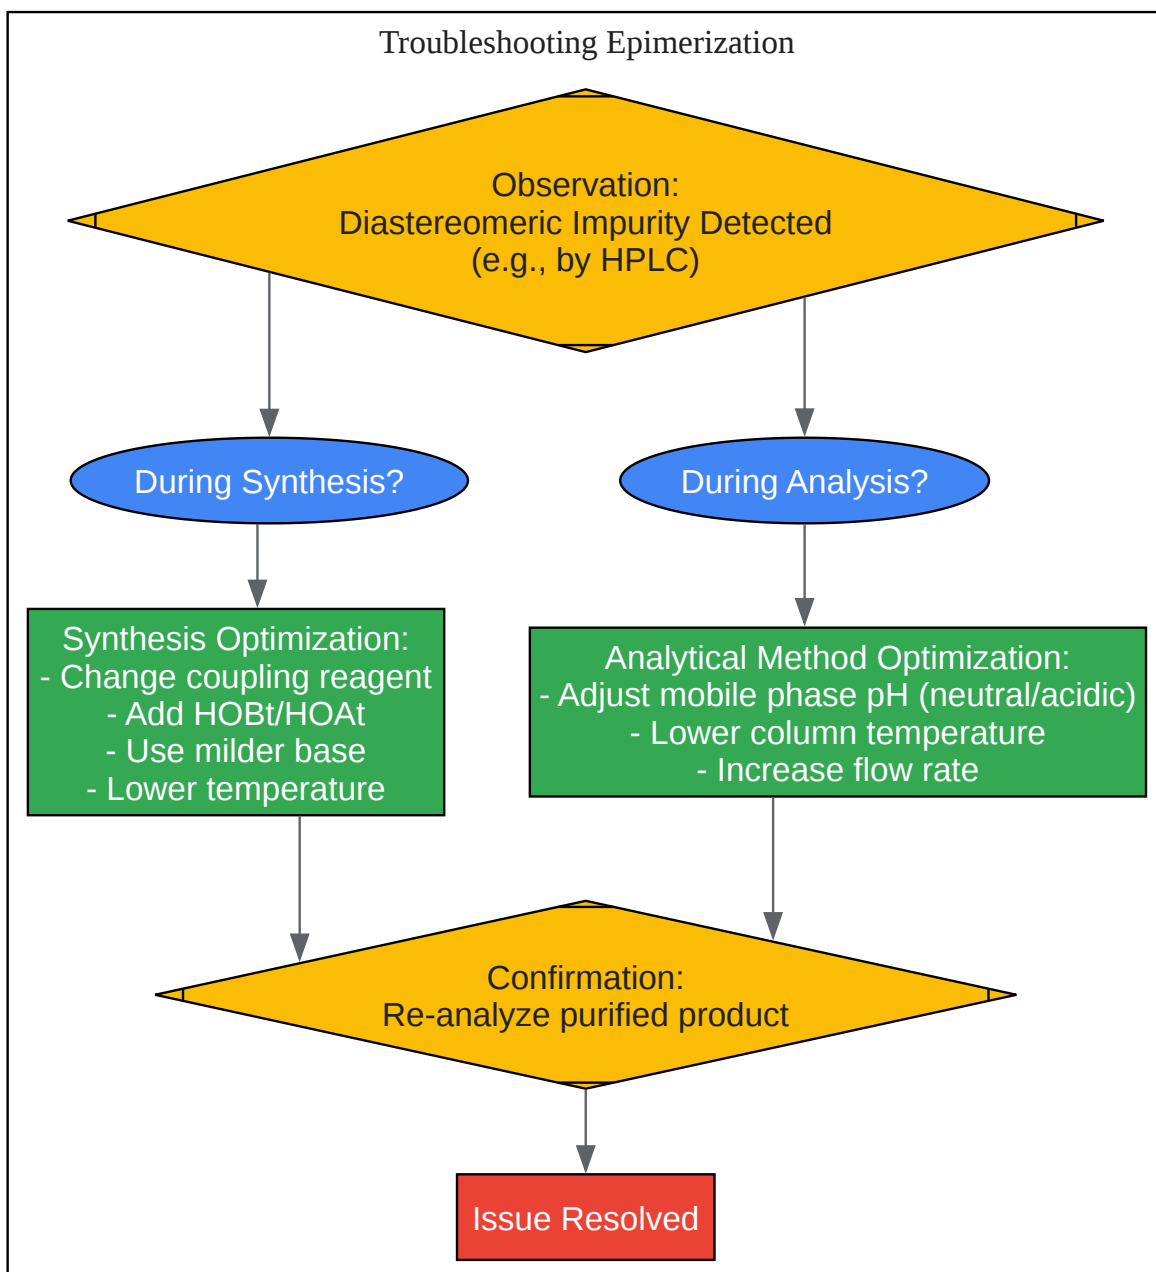 Troubleshooting Epimerization
Observation:
Diastereomeric Impurity Detected
(e.g., by HPLC)
During Synthesis?
During Analysis?
Synthesis Optimization:
- Change coupling reagent
- Add HOBt/HOAt
- Use milder base
- Lower temperature
Analytical Method Optimization:
- Adjust mobile phase pH (neutral/acidic)
- Lower column temperature
- Increase flow rate
Confirmation:
Re-analyze purified product
Issue Resolved